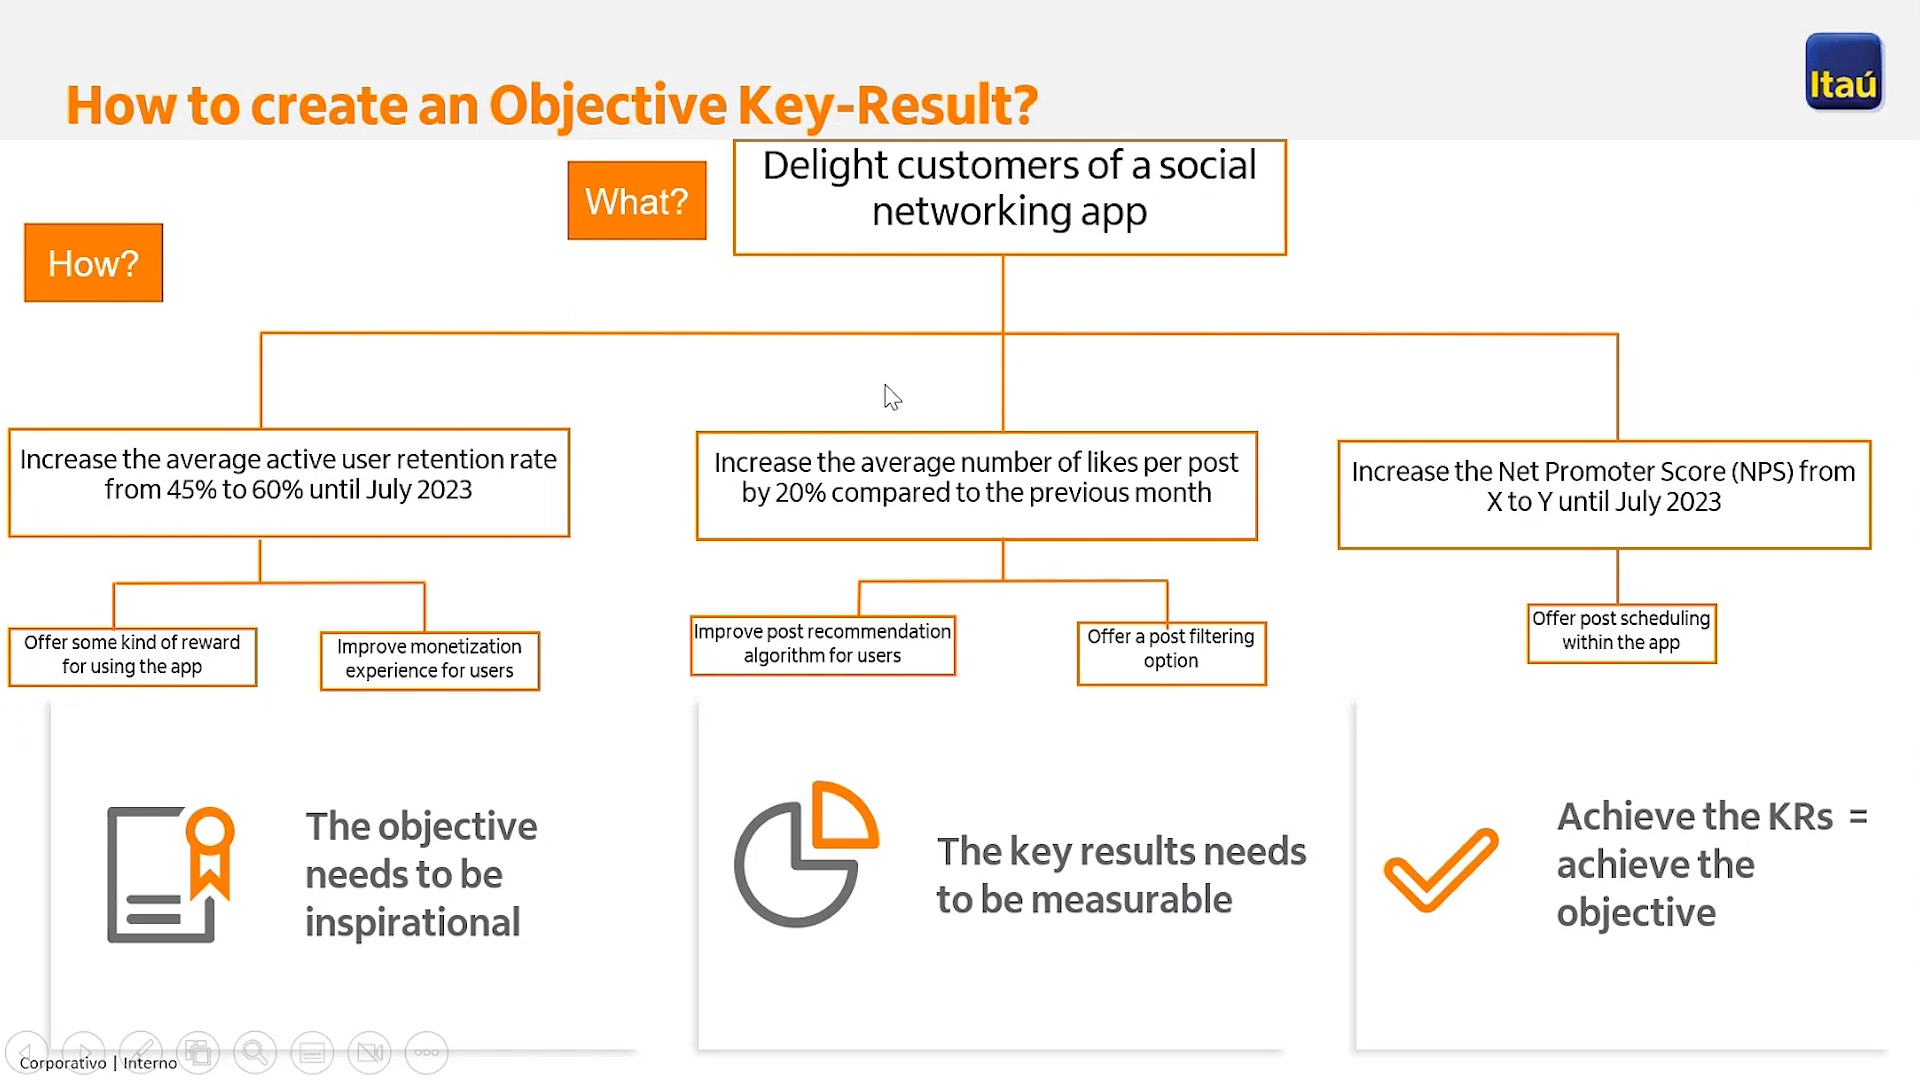 How to create an Objective Key-Result?
Itaú
What?
Delight customers of a social
networking app
How?
Increase the average active user retention rate
from 45% to 60% until July 2023
Increase the average number of likes per post
by 20% compared to the previous month
Increase the Net Promoter Score (NPS) from
X to Y until July 2023
Offer some kind of reward
for using the app
Improve monetization
experience for users
Improve post recommendation
algorithm for users
Offer a post filtering
option
Offer post scheduling
within the app
The objective
needs to be
inspirational
The key results needs
to be measurable
Achieve the KRs =
achieve the
objective
Corporativo | Interno